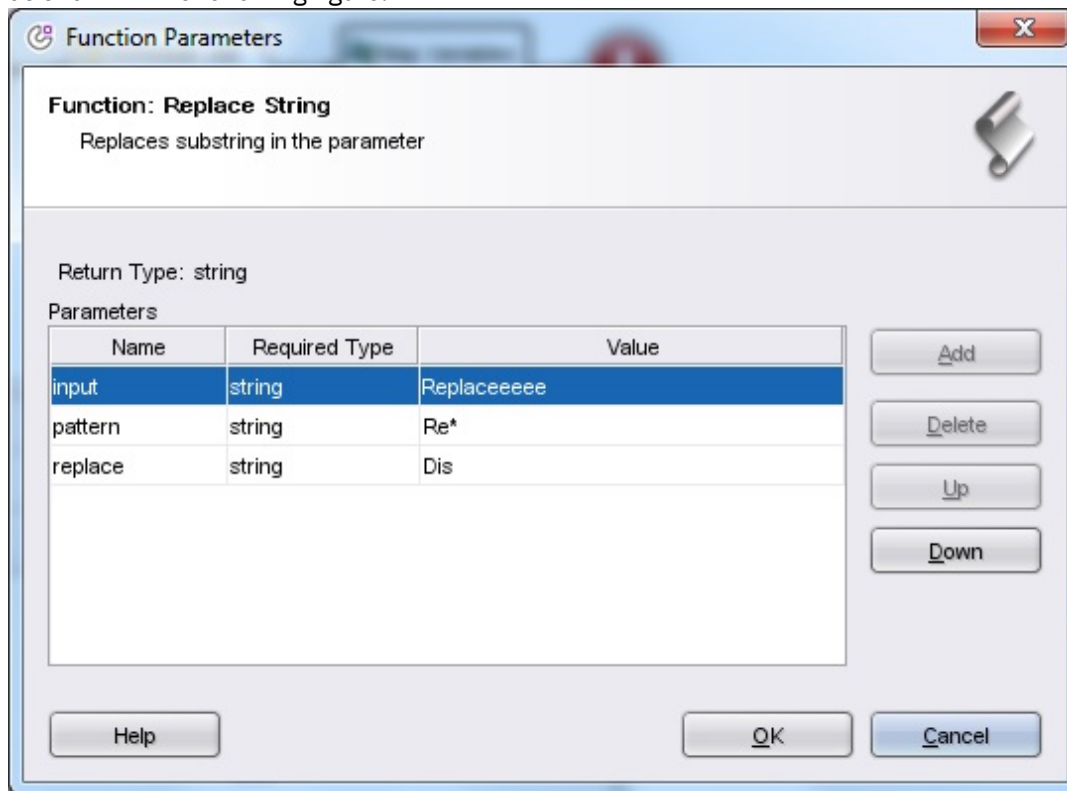 Function Parameters
Function: Replace String
Replaces substring in the parameter
Return Type: string
Parameters
Name Required Type Value
input string Replaceeeee
pattern string Re*
replace string Dis
Add
Delete
Up
Down
Help OK Cancel